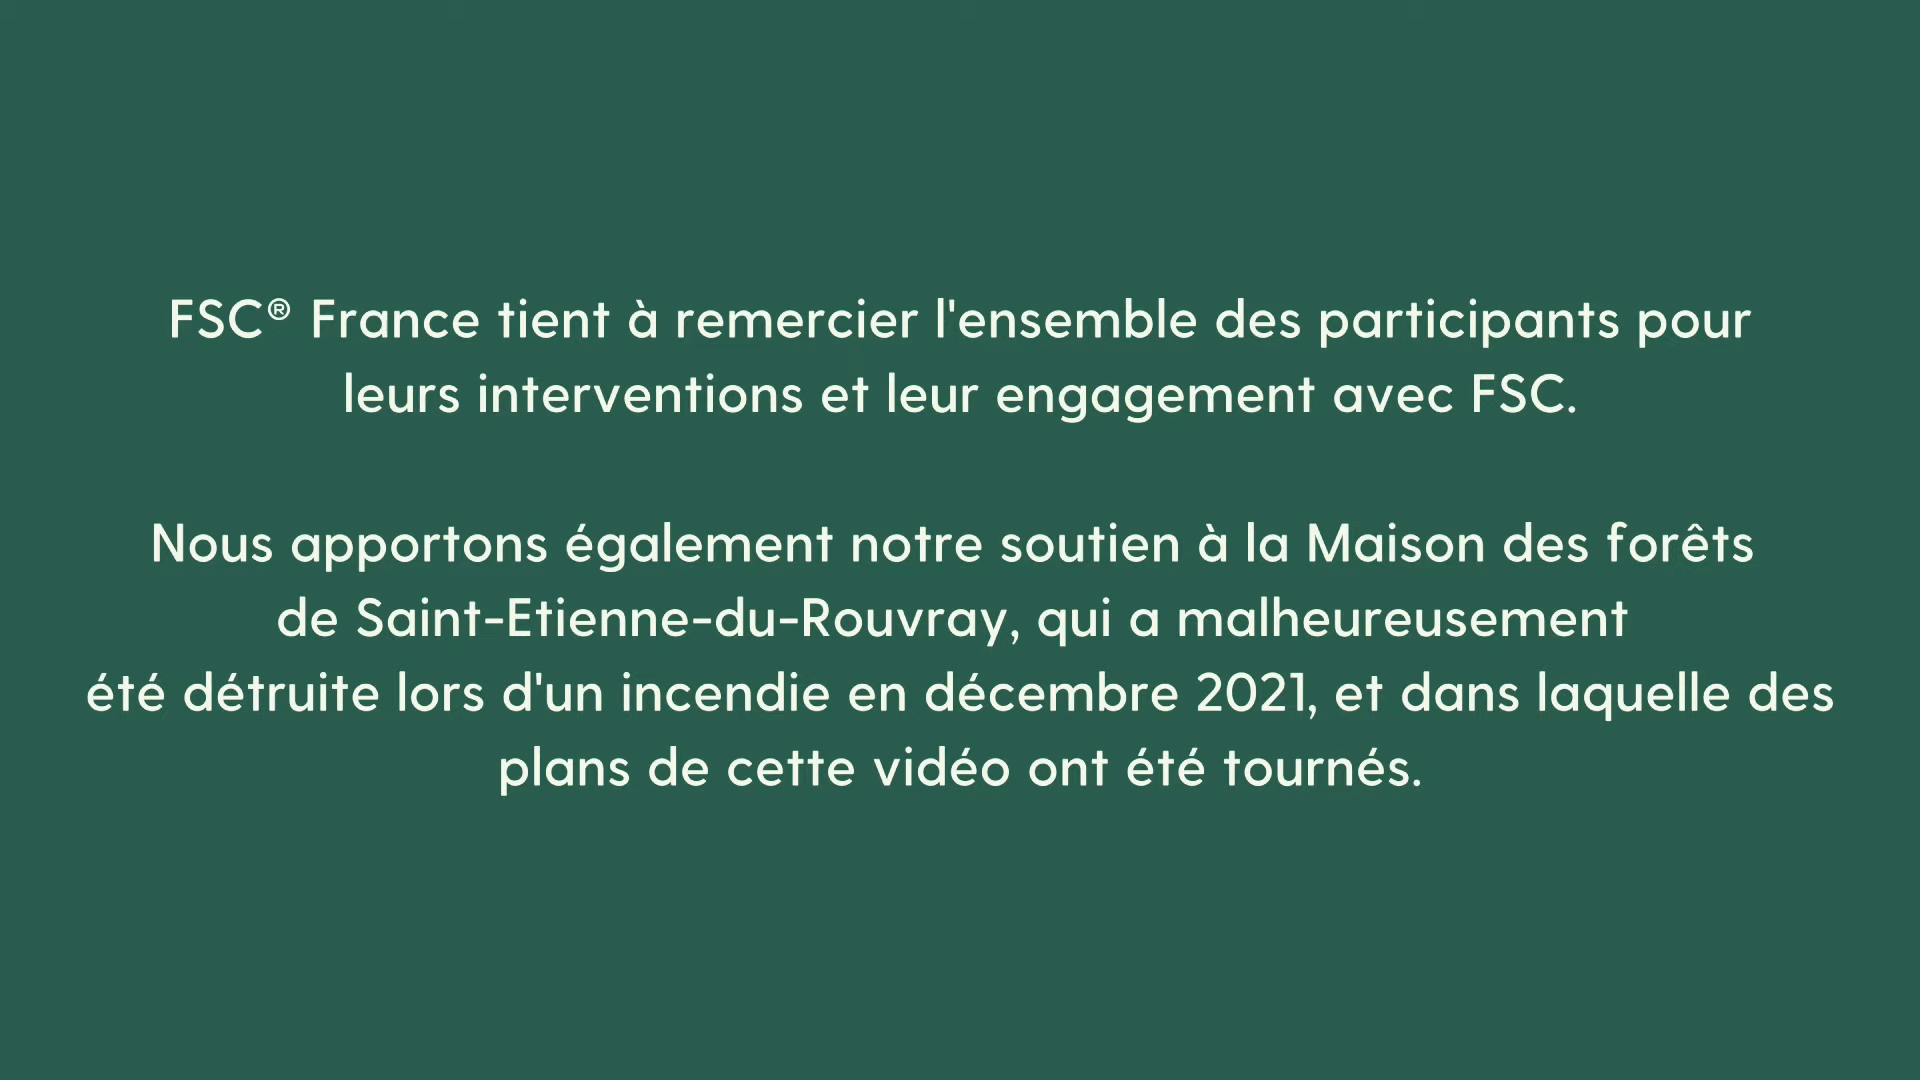 FSC® France tient à remercier l'ensemble des participants pour
leurs interventions et leur engagement avec FSC.
Nous apportons également notre soutien à la Maison des forêts
de Saint-Etienne-du-Rouvray, qui a malheureusement
été détruite lors d'un incendie en décembre 2021, et dans laquelle des
plans de cette vidéo ont été tournés.